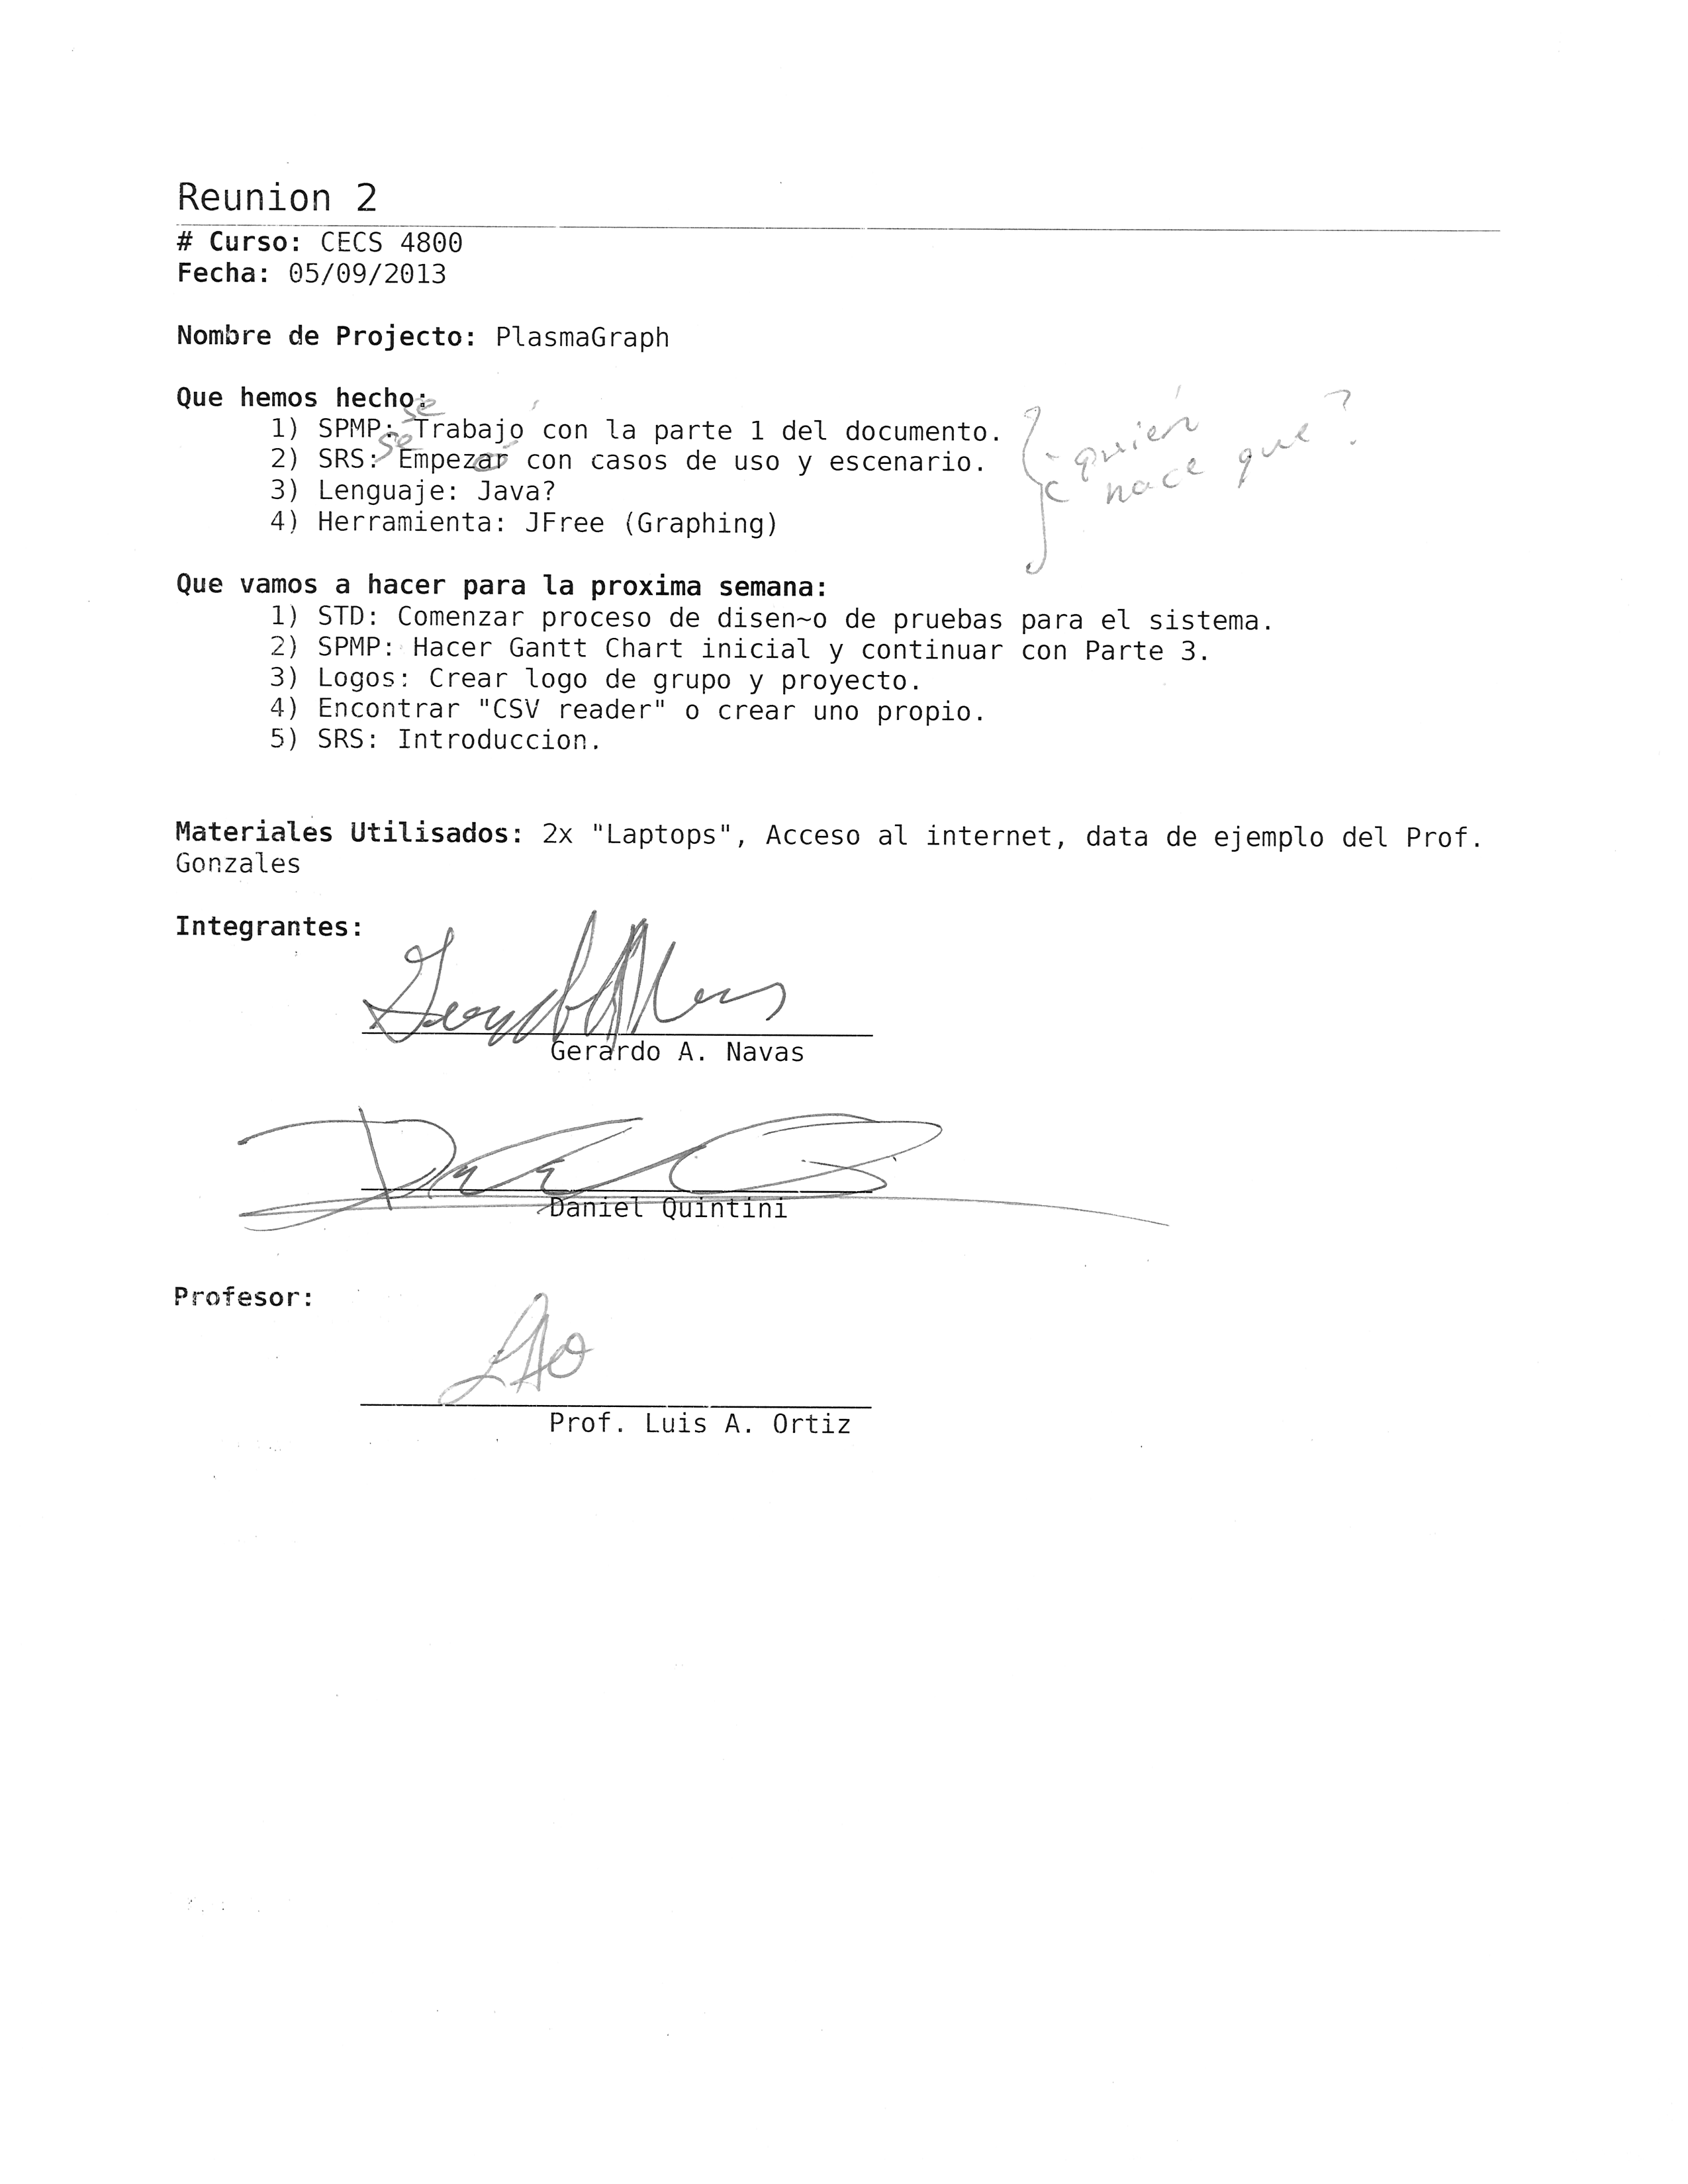 Reunion 2
# Curso: CECS 4800
Fecha: 05/09/2013
Nombre de Projecto: PlasmaGraph
Que hemos hecho:
se
1) SPMP: Trabajo con la parte 1 del documento.
se
2) SRS: Empezar con casos de uso y escenario.
ó
3) Lenguaje: Java?
4) Herramienta: JFree (Graphing)
quién
hace que?
Que vamos a hacer para la proxima semana:
1) STD: Comenzar proceso de disen~o de pruebas para el sistema.
2) SPMP: Hacer Gantt Chart inicial y continuar con Parte 3.
3) Logos: Crear logo de grupo y proyecto.
4) Encontrar "CSV reader" o crear uno propio.
5) SRS: Introduccion.
Materiales Utilisados: 2x "Laptops", Acceso al internet, data de ejemplo del Prof.
Gonzales
Integrantes:
Gerardo A. Navas
Daniel Quintini
Profesor:
Prof. Luis A. Ortiz